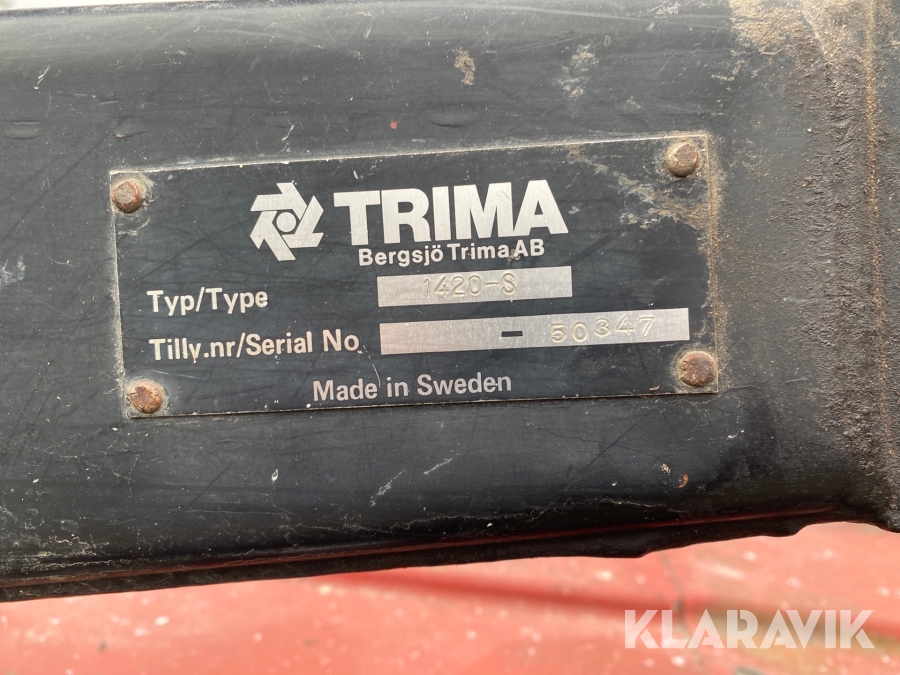 TRIMA
Bergsjö Trima AB
Typ/Type 1420-S
Tillv.nr/Serial No - 50347
Made in Sweden
KLARAVIK